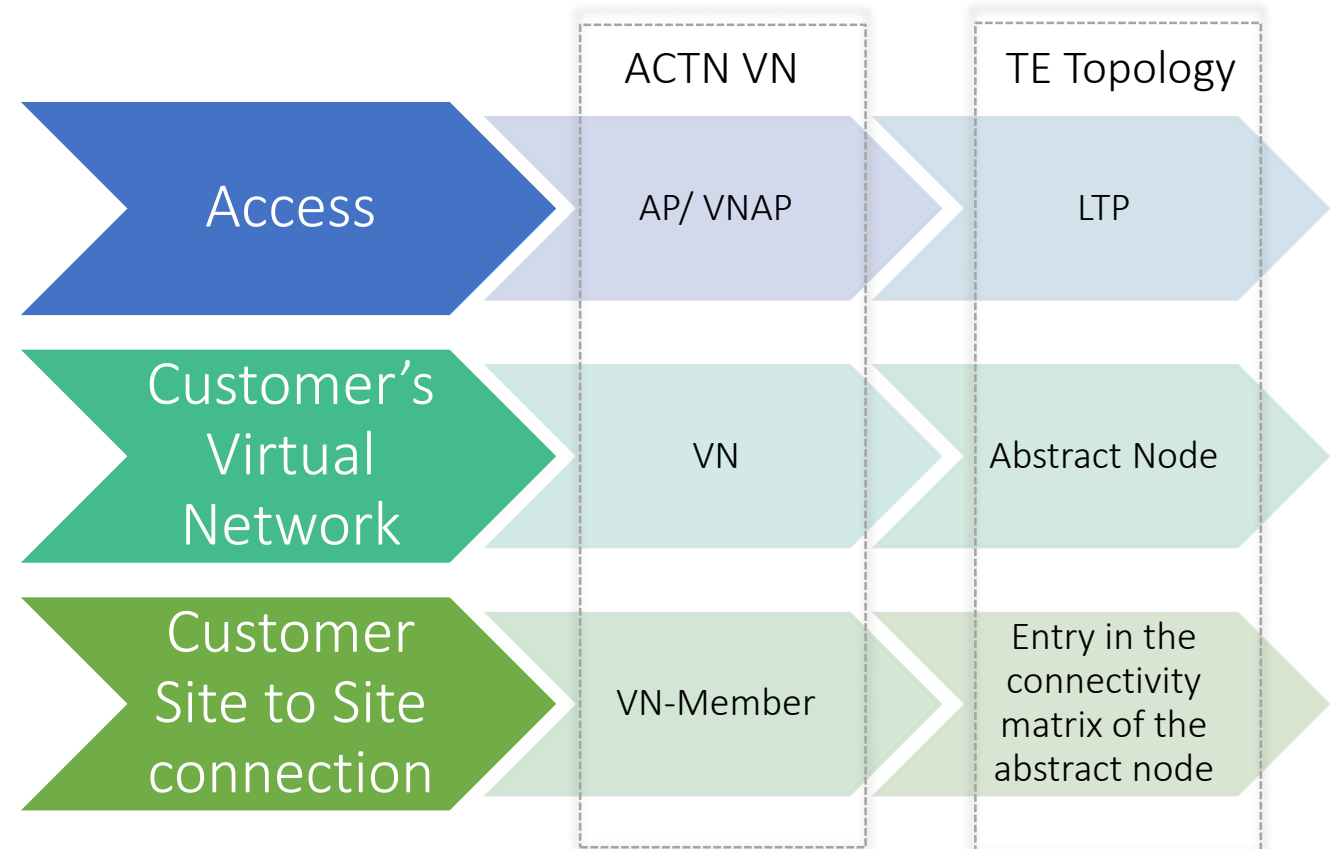 ACTN VN
TE Topology
Access
AP/ VNAP
LTP
Customer’s
Virtual
Network
VN
Abstract Node
Customer
Site to Site
connection
VN-Member
Entry in the
connectivity
matrix of the
abstract node